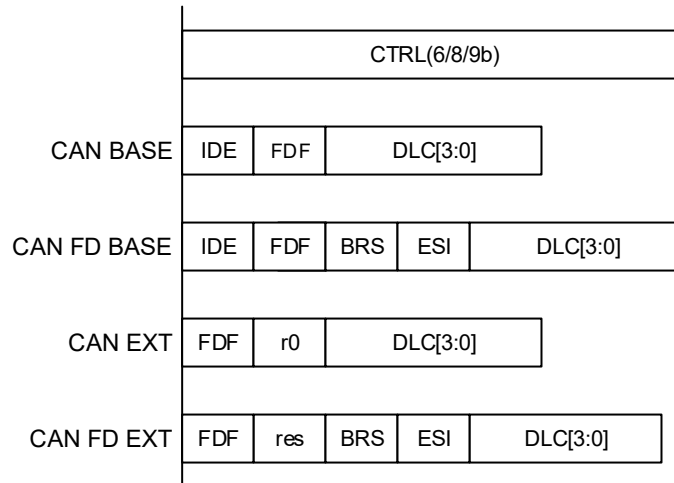 CTRL(6/8/9b)
CAN BASE IDE FDF DLC[3:0]
CAN FD BASE IDE FDF BRS ESI DLC[3:0]
CAN EXT FDF r0 DLC[3:0]
CAN FD EXT FDF res BRS ESI DLC[3:0]